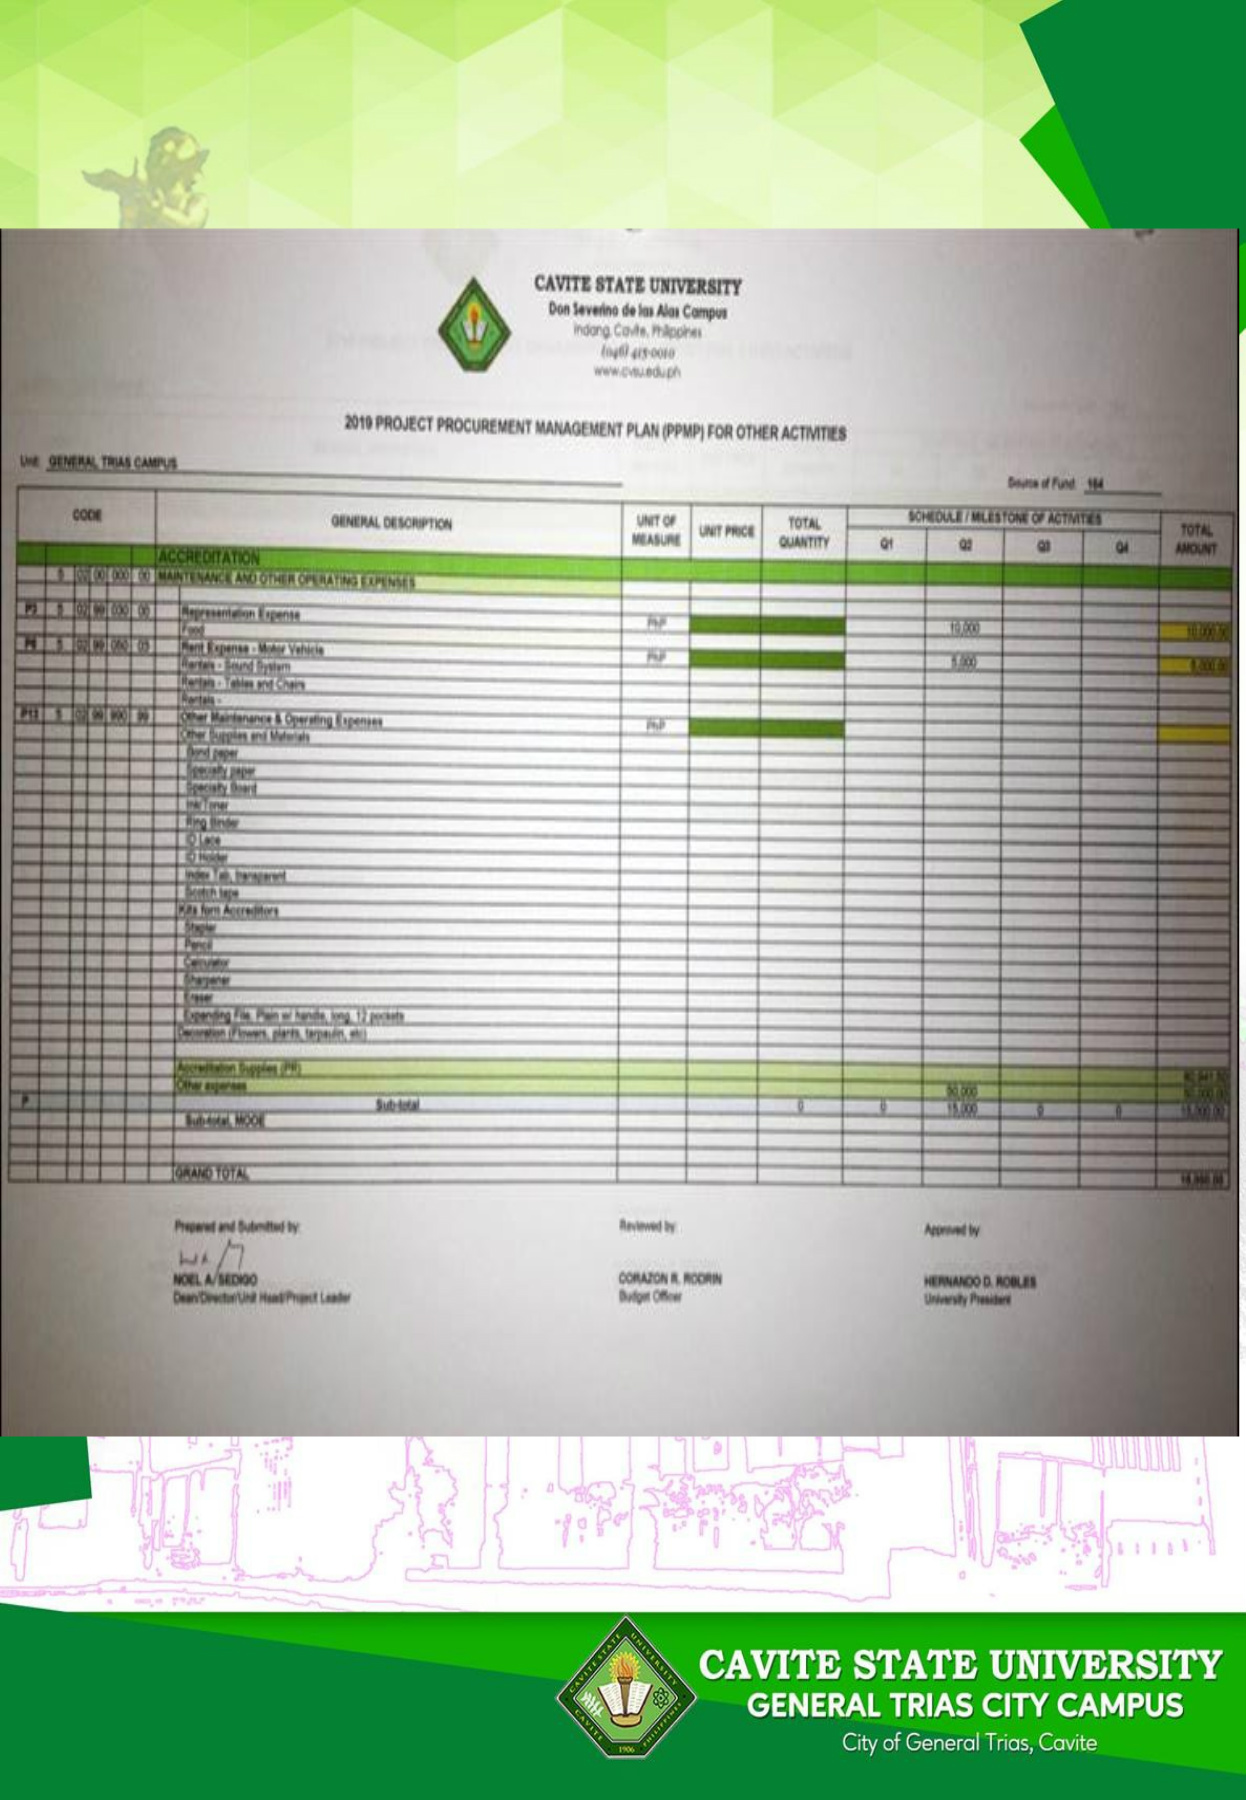 CAVITE STATE UNIVERSITY
Don Severino de las Alas Campus
Indang, Cavite, Philippines
(046) 415-0010
www.cvsu.edu.ph
2019 PROJECT PROCUREMENT MANAGEMENT PLAN (PPMP) FOR OTHER ACTIVITIES
Unit: GENERAL TRIAS CAMPUS
Source of Fund: 164
CODE GENERAL DESCRIPTION UNIT OF MEASURE UNIT PRICE TOTAL QUANTITY SCHEDULE / MILESTONE OF ACTIVITIES TOTAL AMOUNT
Q1 Q2 Q3 Q4
ACCREDITATION
5 02 00 000 00 MAINTENANCE AND OTHER OPERATING EXPENSES
5 02 99 030 00 Representation Expense PhP
Food 10,000 10,000.00
5 02 99 050 03 Rent Expense - Motor Vehicle PhP
Rentals - Sound System 5,000 5,000.00
Rentals - Tables and Chairs
Rentals -
P13 5 02 99 990 99 Other Maintenance & Operating Expenses PhP
Other Supplies and Materials
Bond paper
Specialty paper
Specialty Board
Ink/Toner
Ring Binder
ID Lace
ID Holder
Index Tab, transparent
Scotch tape
Kits form Accreditors
Stapler
Pencil
Calculator
Sharpener
Eraser
Expanding File, Plain w/ handle, long, 12 pockets
Decoration (Flowers, plants, tarpaulin, etc)
Accreditation Supplies (PR)
Other expenses 50,000 50,000.00
P Sub-total 0 0 15,000 0 0 15,000.00
Sub-total, MOOE
GRAND TOTAL
Prepared and Submitted by: Reviewed by: Approved by:
NOEL A. SEDIGO CORAZON R. RODRIN HERNANDO D. ROBLES
Dean/Director/Unit Head/Project Leader Budget Officer University President
CAVITE STATE UNIVERSITY
CAVITE PHILIPPINES
1906
CAVITE STATE UNIVERSITY
GENERAL TRIAS CITY CAMPUS
City of General Trias, Cavite